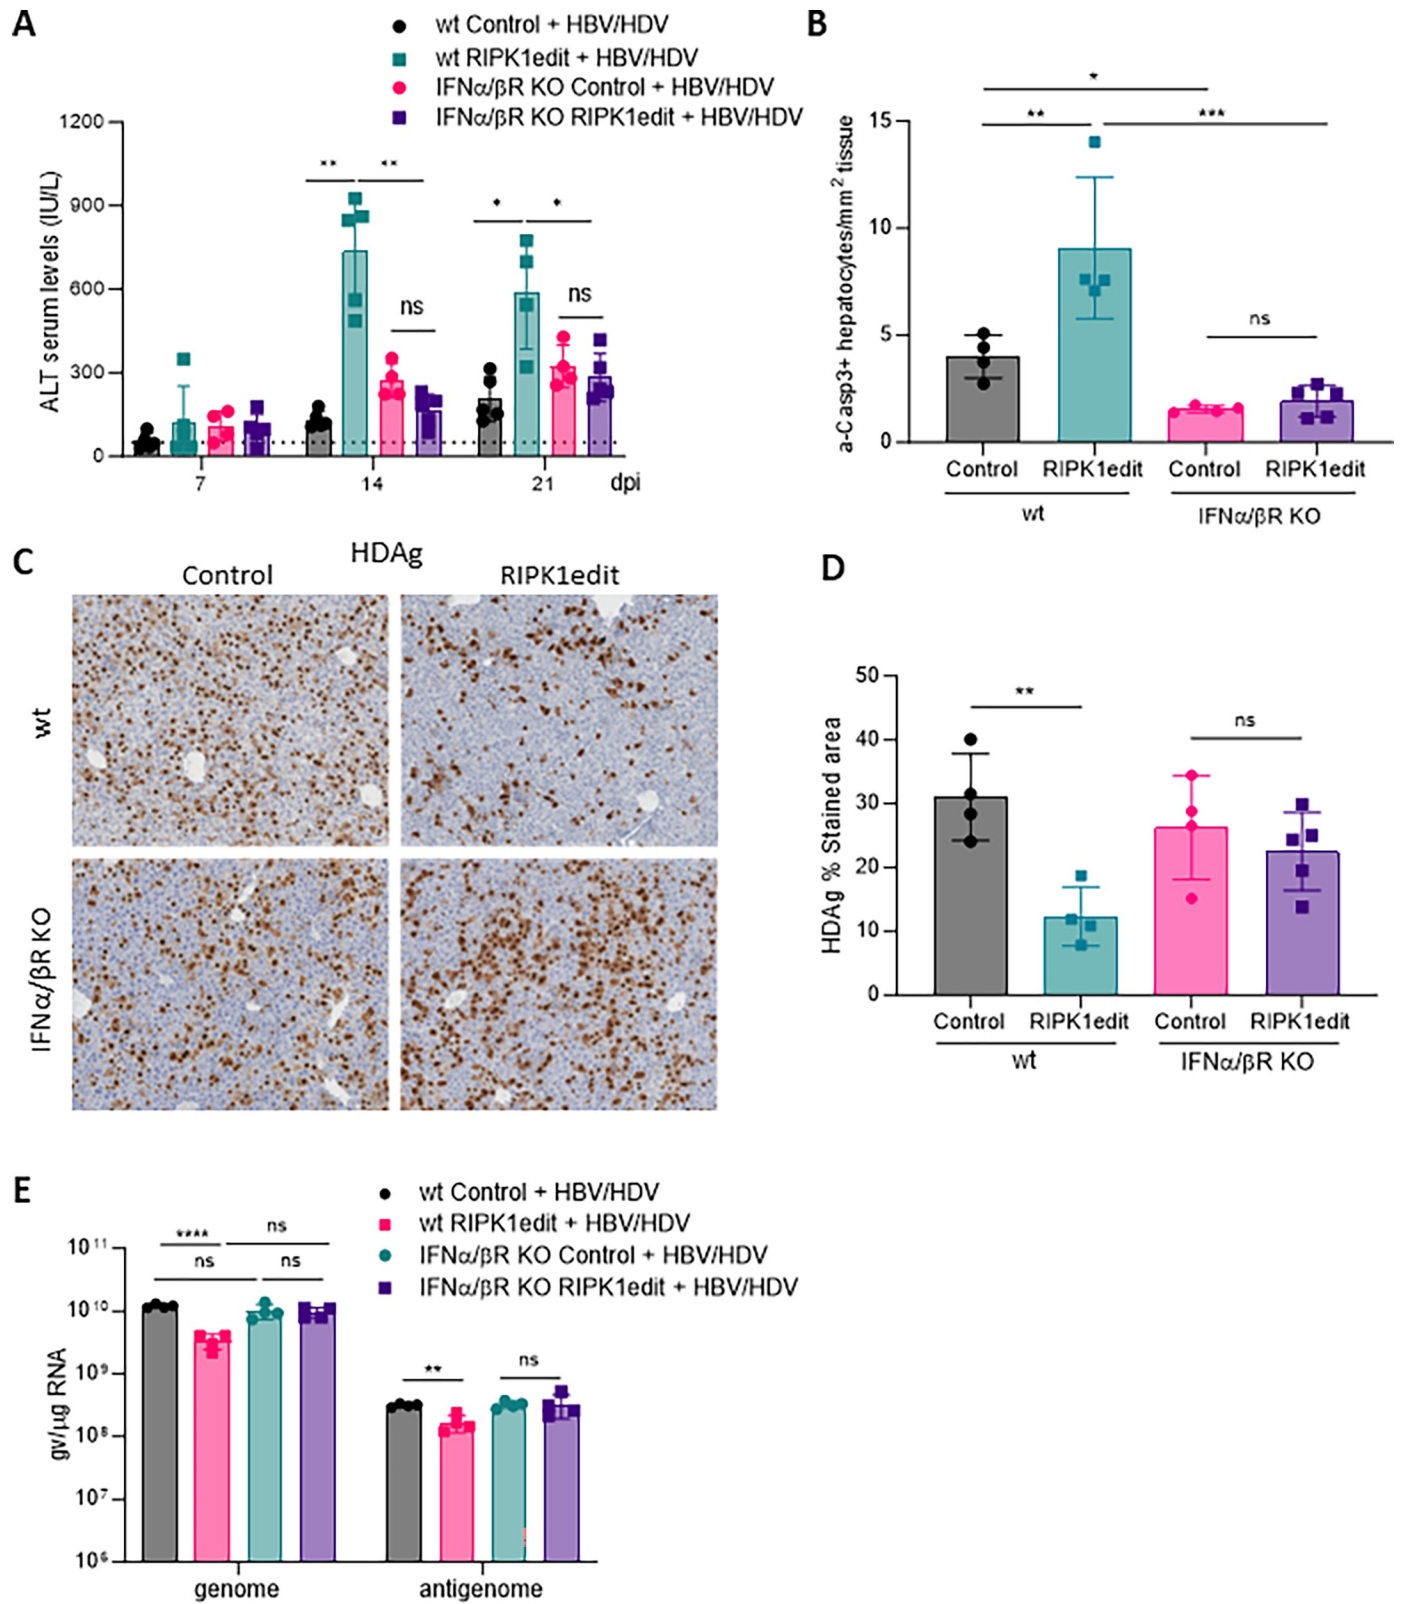 A
wt Control + HBV/HDV
wt RIPK1edit + HBV/HDV
IFNα/βR KO Control + HBV/HDV
IFNα/βR KO RIPK1edit + HBV/HDV
ALT serum levels (IU/L)
1200
900
600
300
0
** **
* *
ns
ns
7 14 21 dpi
B
a-Casp3+ hepatocytes/mm² tissue
15
10
5
0
*
** ***
ns
Control RIPK1edit Control RIPK1edit
wt IFNα/βR KO
C
HDAg
Control RIPK1edit
wt
IFNα/βR KO
D
HDAg % Stained area
50
40
30
20
10
0
**
ns
Control RIPK1edit Control RIPK1edit
wt IFNα/βR KO
E
wt Control + HBV/HDV
wt RIPK1edit + HBV/HDV
IFNα/βR KO Control + HBV/HDV
IFNα/βR KO RIPK1edit + HBV/HDV
gv/µg RNA
10¹¹
10¹⁰
10⁹
10⁸
10⁷
10⁶
**** ns
ns ns
** ns
genome antigenome